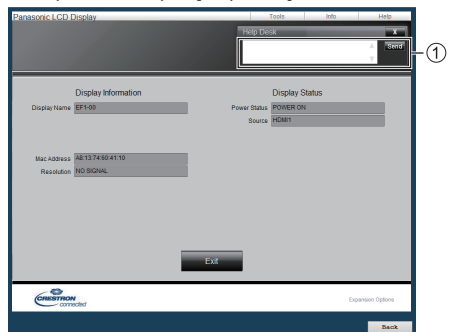 Panasonic LCD Display Tools Info Help
Help Desk X
Send
①
Display Information Display Status
Display Name EF1-00 Power Status POWER ON
Source HDMI1
Mac Address A8:13:74:60:41:10
Resolution NO SIGNAL
Exit
CRESTRON
connected
Expansion Options
Back